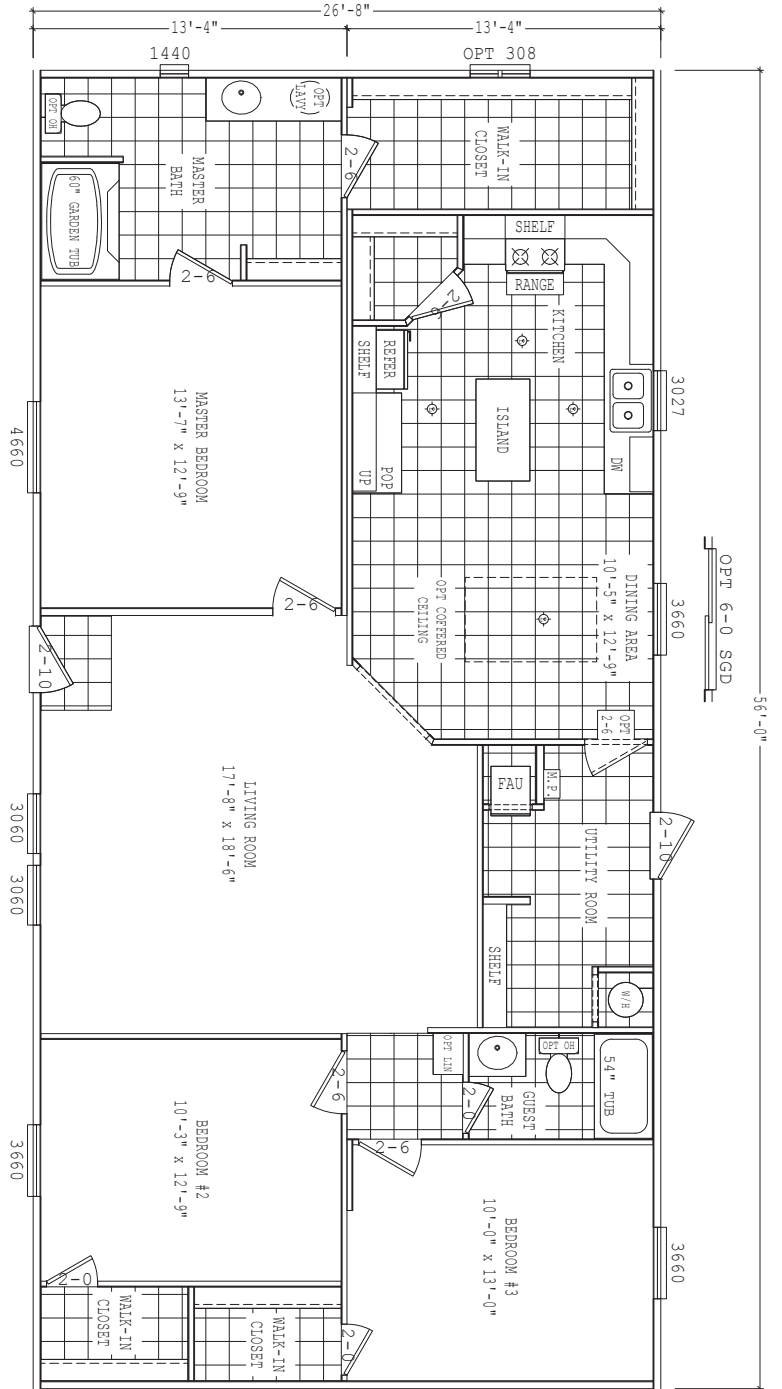 26'-8"
13'-4"
13'-4"
1440
OPT 308
56'-0"
OPT OH
(OPT
LAVY)
MASTER
BATH
60" GARDEN TUB
2-6
2-6
WALK-IN
CLOSET
SHELF
RANGE
KITCHEN
REFER
SHELF
POP
UP
ISLAND
DW
3027
MASTER BEDROOM
13'-7" x 12'-9"
4660
2-6
OPT 6-0 SGD
DINING AREA
10'-5" x 12'-9"
OPT COFFERED
CEILING
3660
OPT
2-6
2-10
LIVING ROOM
17'-8" x 18'-6"
3060
3060
FAU
M.P.
UTILITY ROOM
2-10
SHELF
W/H
OPT LIN
OPT OH
54" TUB
GUEST
BATH
2-0
2-6
2-6
BEDROOM #2
10'-3" x 12'-9"
3660
BEDROOM #3
10'-0" x 13'-0"
3660
2-0
WALK-IN
CLOSET
WALK-IN
CLOSET
2-0